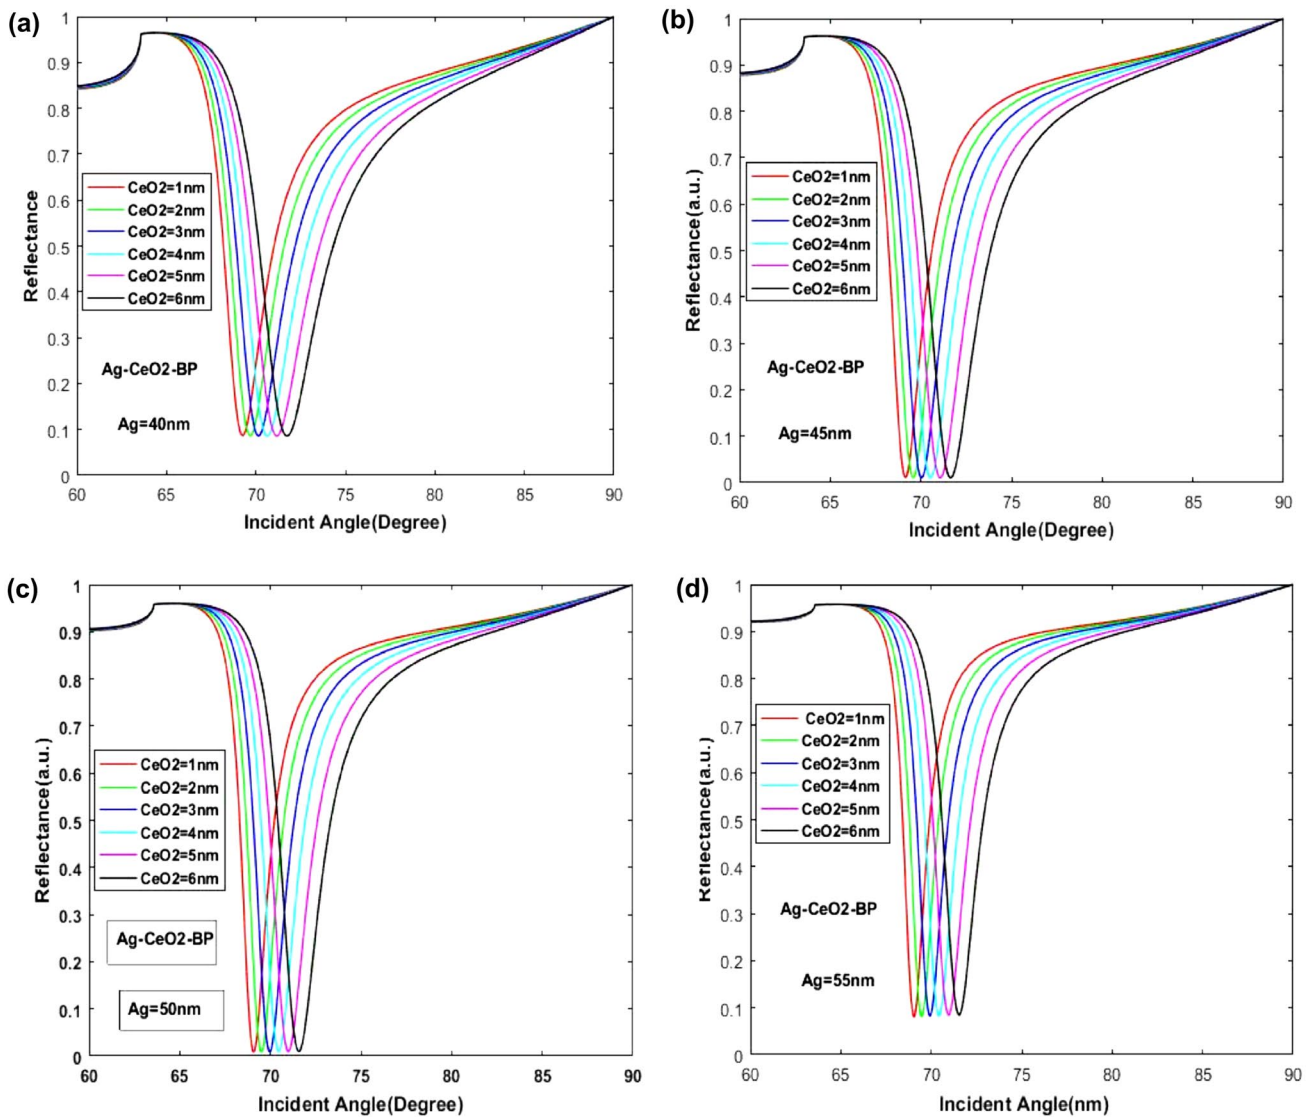 (a)
1
0.9
0.8
0.7
0.6
0.5
0.4
0.3
0.2
0.1
0
Reflectance
CeO2=1nm
CeO2=2nm
CeO2=3nm
CeO2=4nm
CeO2=5nm
CeO2=6nm
Ag-CeO2-BP
Ag=40nm
60 65 70 75 80 85 90
Incident Angle(Degree)
(b)
1
0.9
0.8
0.7
0.6
0.5
0.4
0.3
0.2
0.1
0
Reflectance(a.u.)
CeO2=1nm
CeO2=2nm
CeO2=3nm
CeO2=4nm
CeO2=5nm
CeO2=6nm
Ag-CeO2-BP
Ag=45nm
60 65 70 75 80 85 90
Incident Angle(Degree)
(c)
1
0.9
0.8
0.7
0.6
0.5
0.4
0.3
0.2
0.1
0
Reflectance(a.u.)
CeO2=1nm
CeO2=2nm
CeO2=3nm
CeO2=4nm
CeO2=5nm
CeO2=6nm
Ag-CeO2-BP
Ag=50nm
60 65 70 75 80 85 90
Incident Angle(Degree)
(d)
1
0.9
0.8
0.7
0.6
0.5
0.4
0.3
0.2
0.1
0
Reflectance(a.u.)
CeO2=1nm
CeO2=2nm
CeO2=3nm
CeO2=4nm
CeO2=5nm
CeO2=6nm
Ag-CeO2-BP
Ag=55nm
60 65 70 75 80 85 90
Incident Angle(nm)